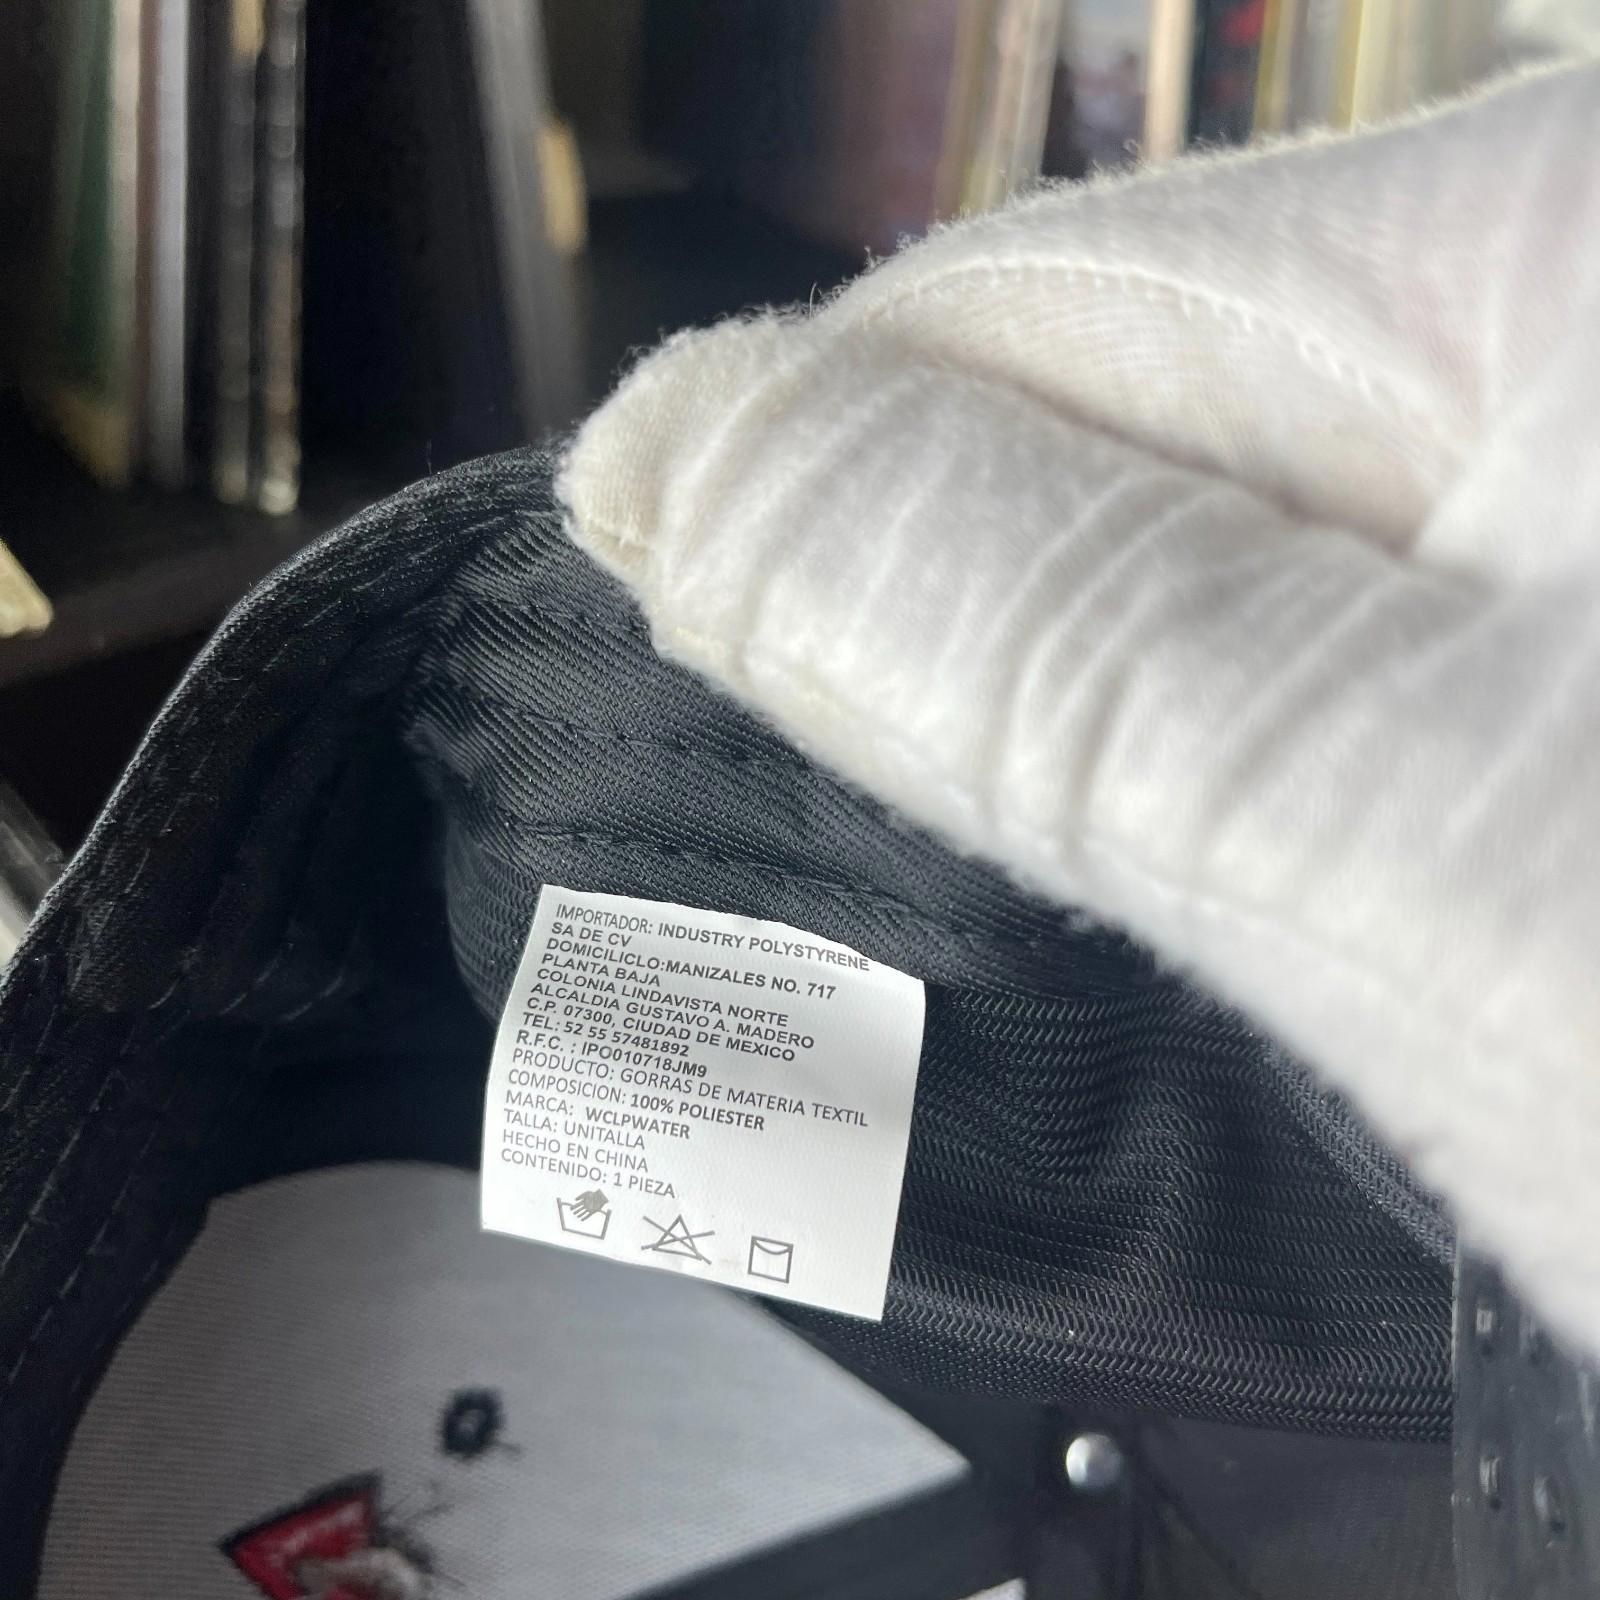 IMPORTADOR: INDUSTRY POLYSTYRENE
SA DE CV
DOMICILICLO:MANIZALES NO. 717
PLANTA BAJA
COLONIA LINDAVISTA NORTE
ALCALDIA GUSTAVO A. MADERO
C.P. 07300, CIUDAD DE MEXICO
TEL: 52 55 57481892
R.F.C. : IPO010718JM9
PRODUCTO: GORRAS DE MATERIA TEXTIL
COMPOSICION: 100% POLIESTER
MARCA: WCLPWATER
TALLA: UNITALLA
HECHO EN CHINA
CONTENIDO: 1 PIEZA